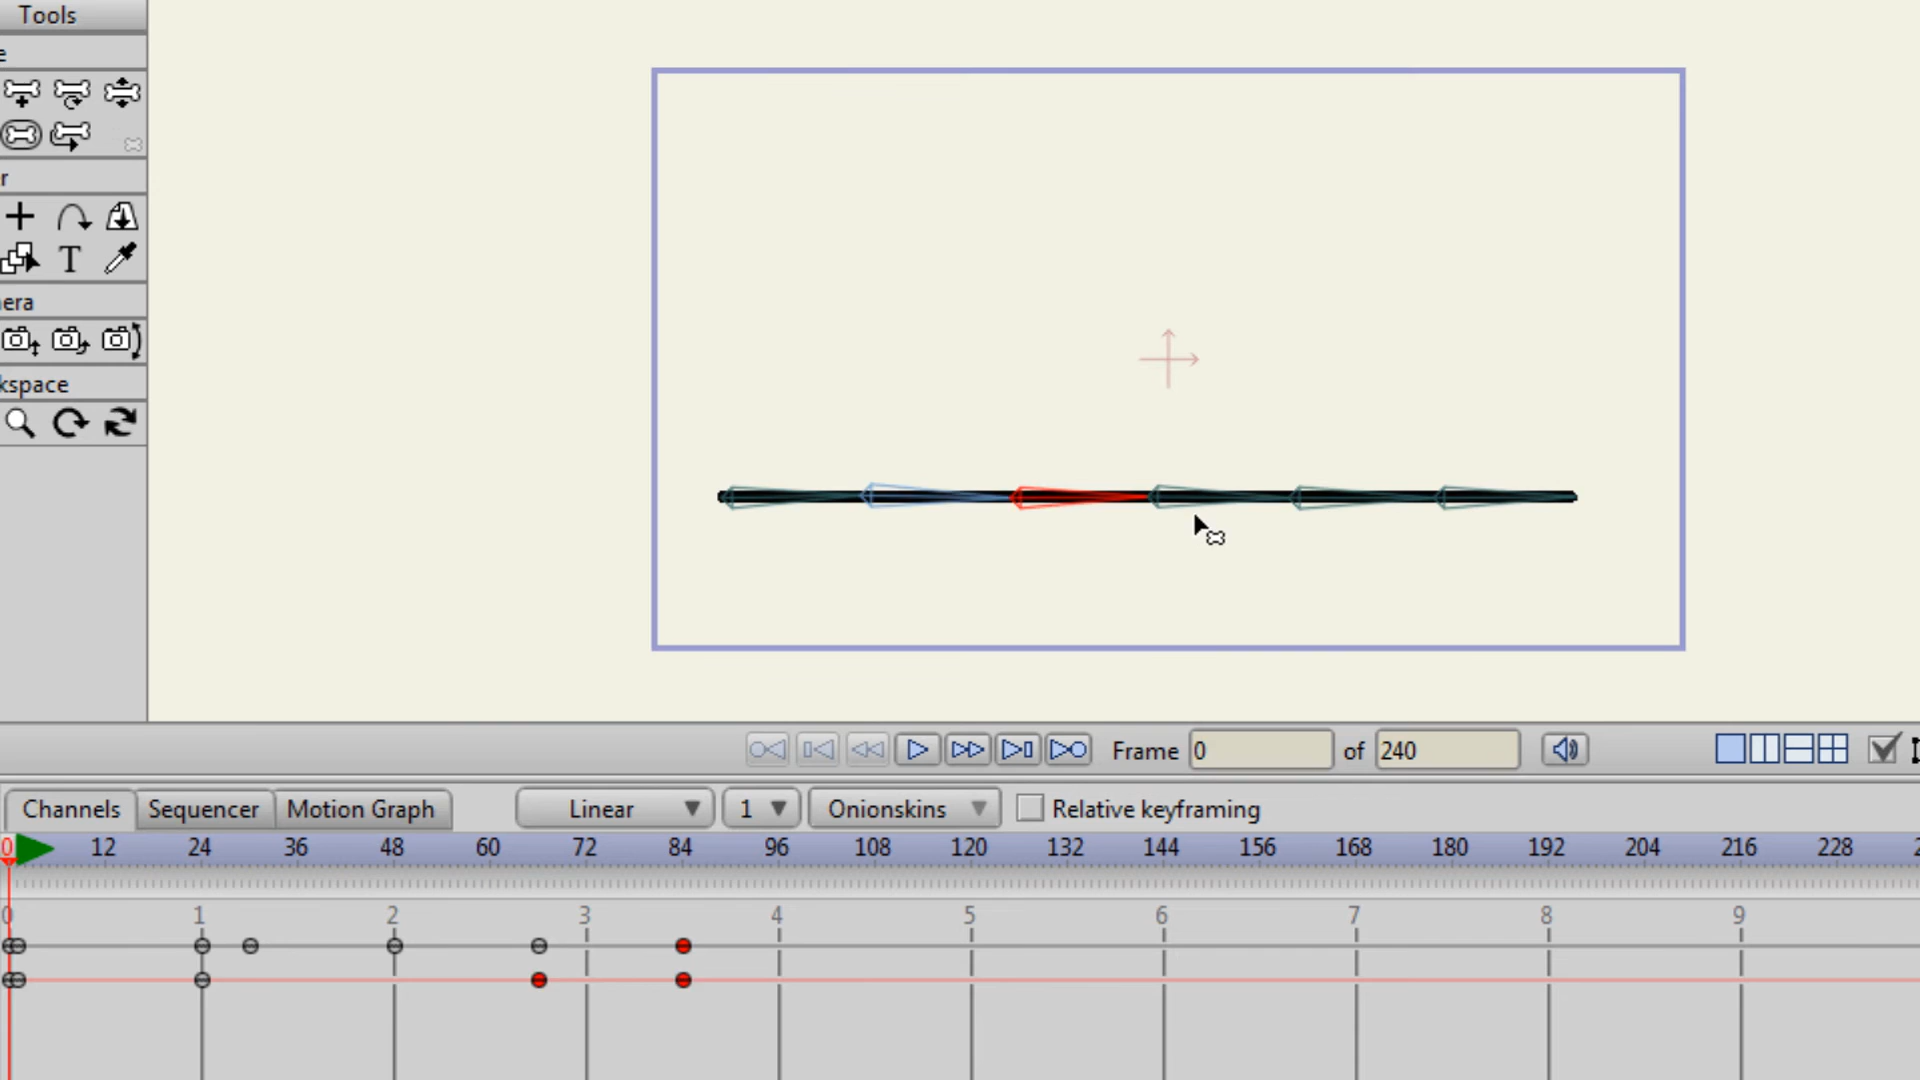 Tools
e
r
T
nera
kspace
Frame 0 of 240
Channels Sequencer Motion Graph Linear 1 Onionskins Relative keyframing
0 12 24 36 48 60 72 84 96 108 120 132 144 156 168 180 192 204 216 228 2
0 1 2 3 4 5 6 7 8 9